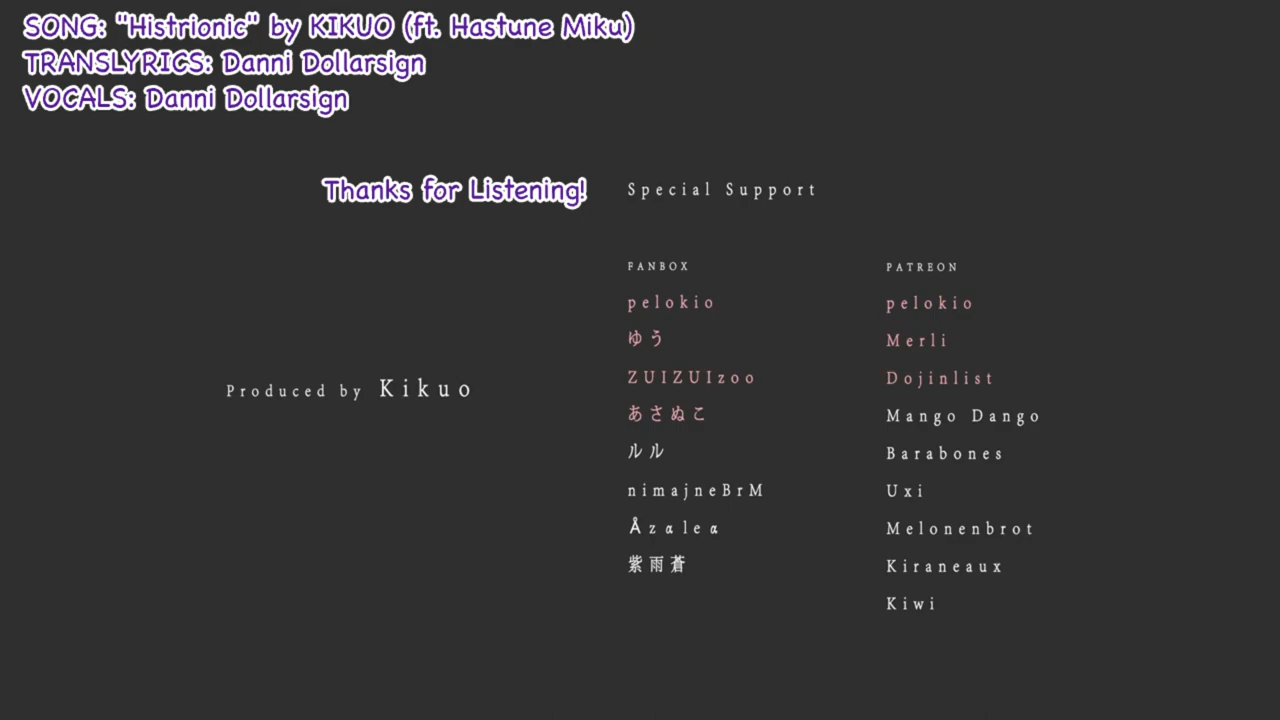 SONG: "Histrionic" by KIKUO (ft. Hastune Miku)
TRANSLYRICS: Danni Dollarsign
VOCALS: Danni Dollarsign
Thanks for Listening!
Special Support
Produced by Kikuo
FANBOX
pelokio
ゆう
ZUIZUIzoo
あさぬこ
ルル
nimajneBrM
Åzαleα
紫雨蒼
PATREON
pelokio
Merli
Dojinlist
Mango Dango
Barabones
Uxi
Melonenbrot
Kiraneaux
Kiwi